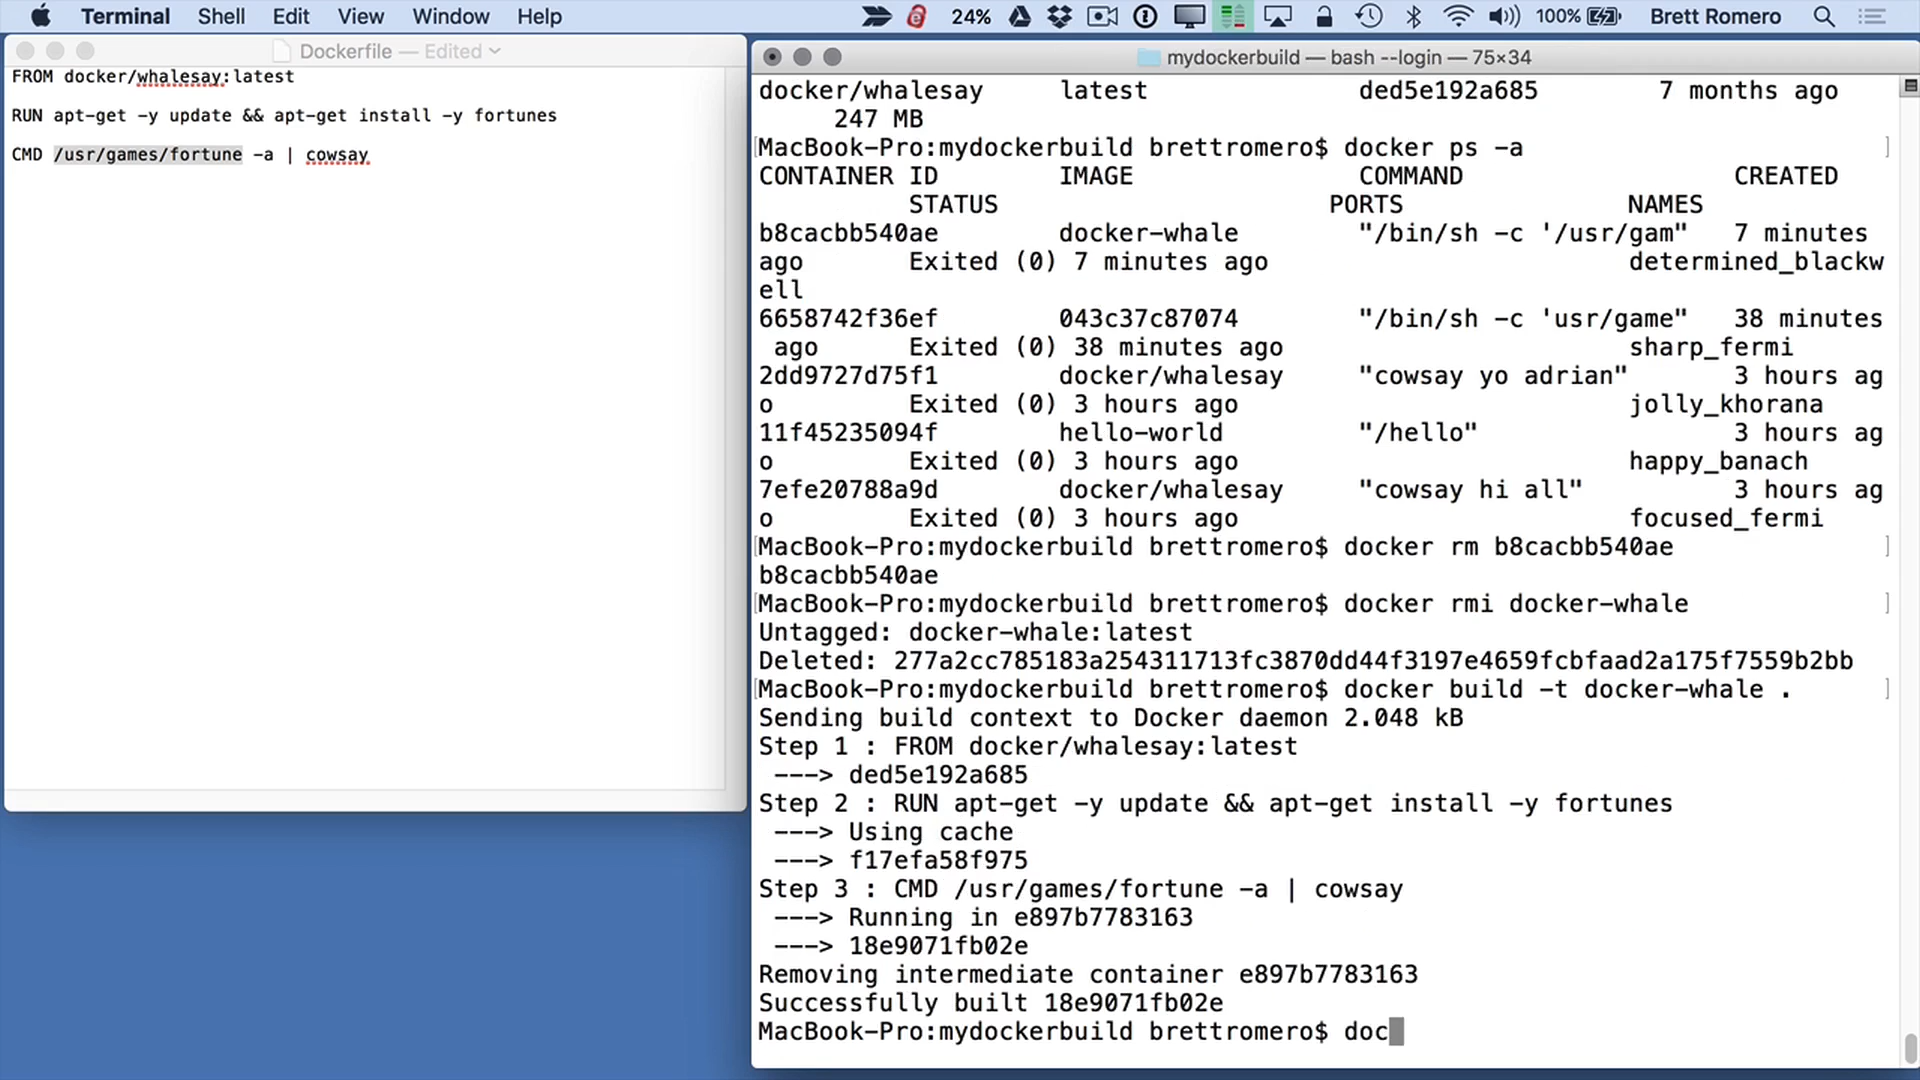 Terminal Shell Edit View Window Help 24% 100% Brett Romero
Dockerfile — Edited
FROM docker/whalesay:latest
RUN apt-get -y update && apt-get install -y fortunes
CMD /usr/games/fortune -a | cowsay
mydockerbuild — bash --login — 75×34
docker/whalesay latest ded5e192a685 7 months ago
247 MB
[MacBook-Pro:mydockerbuild brettromero$ docker ps -a ]
CONTAINER ID IMAGE COMMAND CREATED
STATUS PORTS NAMES
b8cacbb540ae docker-whale "/bin/sh -c '/usr/gam" 7 minutes
ago Exited (0) 7 minutes ago determined_blackw
ell
6658742f36ef 043c37c87074 "/bin/sh -c 'usr/game" 38 minutes
ago Exited (0) 38 minutes ago sharp_fermi
2dd9727d75f1 docker/whalesay "cowsay yo adrian" 3 hours ag
o Exited (0) 3 hours ago jolly_khorana
11f45235094f hello-world "/hello" 3 hours ag
o Exited (0) 3 hours ago happy_banach
7efe20788a9d docker/whalesay "cowsay hi all" 3 hours ag
o Exited (0) 3 hours ago focused_fermi
[MacBook-Pro:mydockerbuild brettromero$ docker rm b8cacbb540ae ]
b8cacbb540ae
[MacBook-Pro:mydockerbuild brettromero$ docker rmi docker-whale ]
Untagged: docker-whale:latest
Deleted: 277a2cc785183a254311713fc3870dd44f3197e4659fcbfaad2a175f7559b2bb
[MacBook-Pro:mydockerbuild brettromero$ docker build -t docker-whale . ]
Sending build context to Docker daemon 2.048 kB
Step 1 : FROM docker/whalesay:latest
---> ded5e192a685
Step 2 : RUN apt-get -y update && apt-get install -y fortunes
---> Using cache
---> f17efa58f975
Step 3 : CMD /usr/games/fortune -a | cowsay
---> Running in e897b7783163
---> 18e9071fb02e
Removing intermediate container e897b7783163
Successfully built 18e9071fb02e
MacBook-Pro:mydockerbuild brettromero$ doc